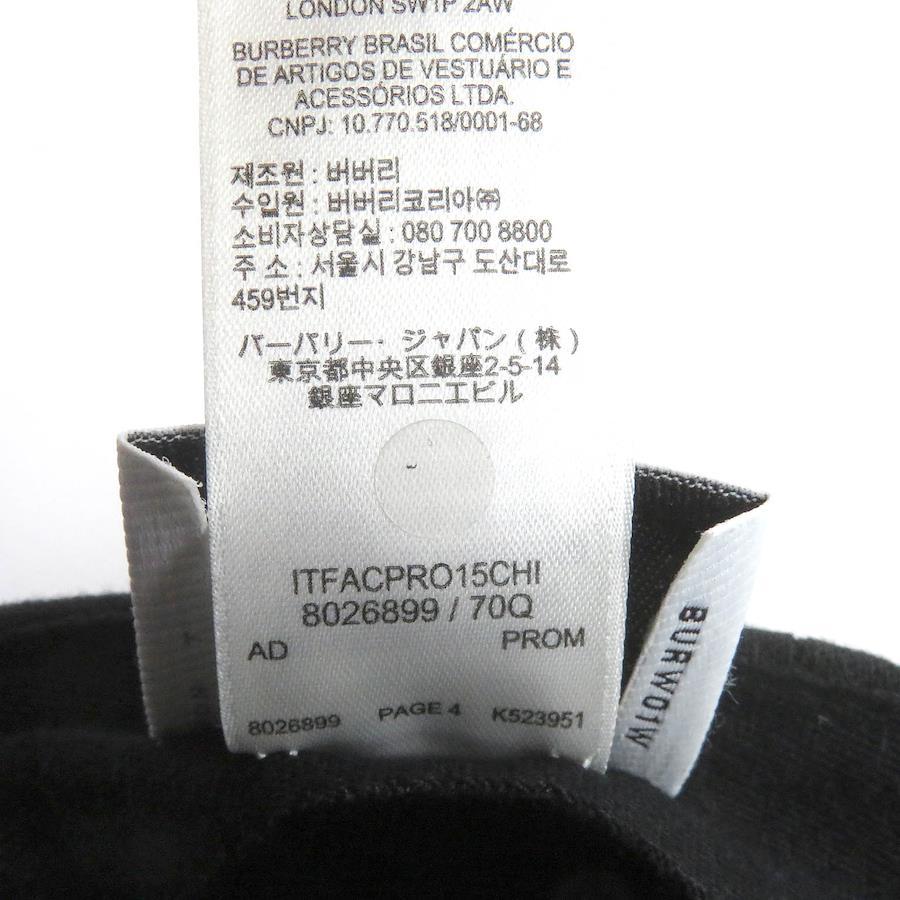 LONDON SW1P 2AW
BURBERRY BRASIL COMÉRCIO
DE ARTIGOS DE VESTUÁRIO E
ACESSÓRIOS LTDA.
CNPJ: 10.770.518/0001-68
제조원 : 버버리
수입원 : 버버리코리아㈜
소비자상담실 : 080 700 8800
주 소 : 서울시 강남구 도산대로
459번지
バーバリー・ジャパン ( 株 )
東京都中央区銀座2-5-14
銀座マロニエビル
ITFACPRO15CHI
8026899 / 70Q
AD PROM
8026899 PAGE 4 K523951
BURW01W